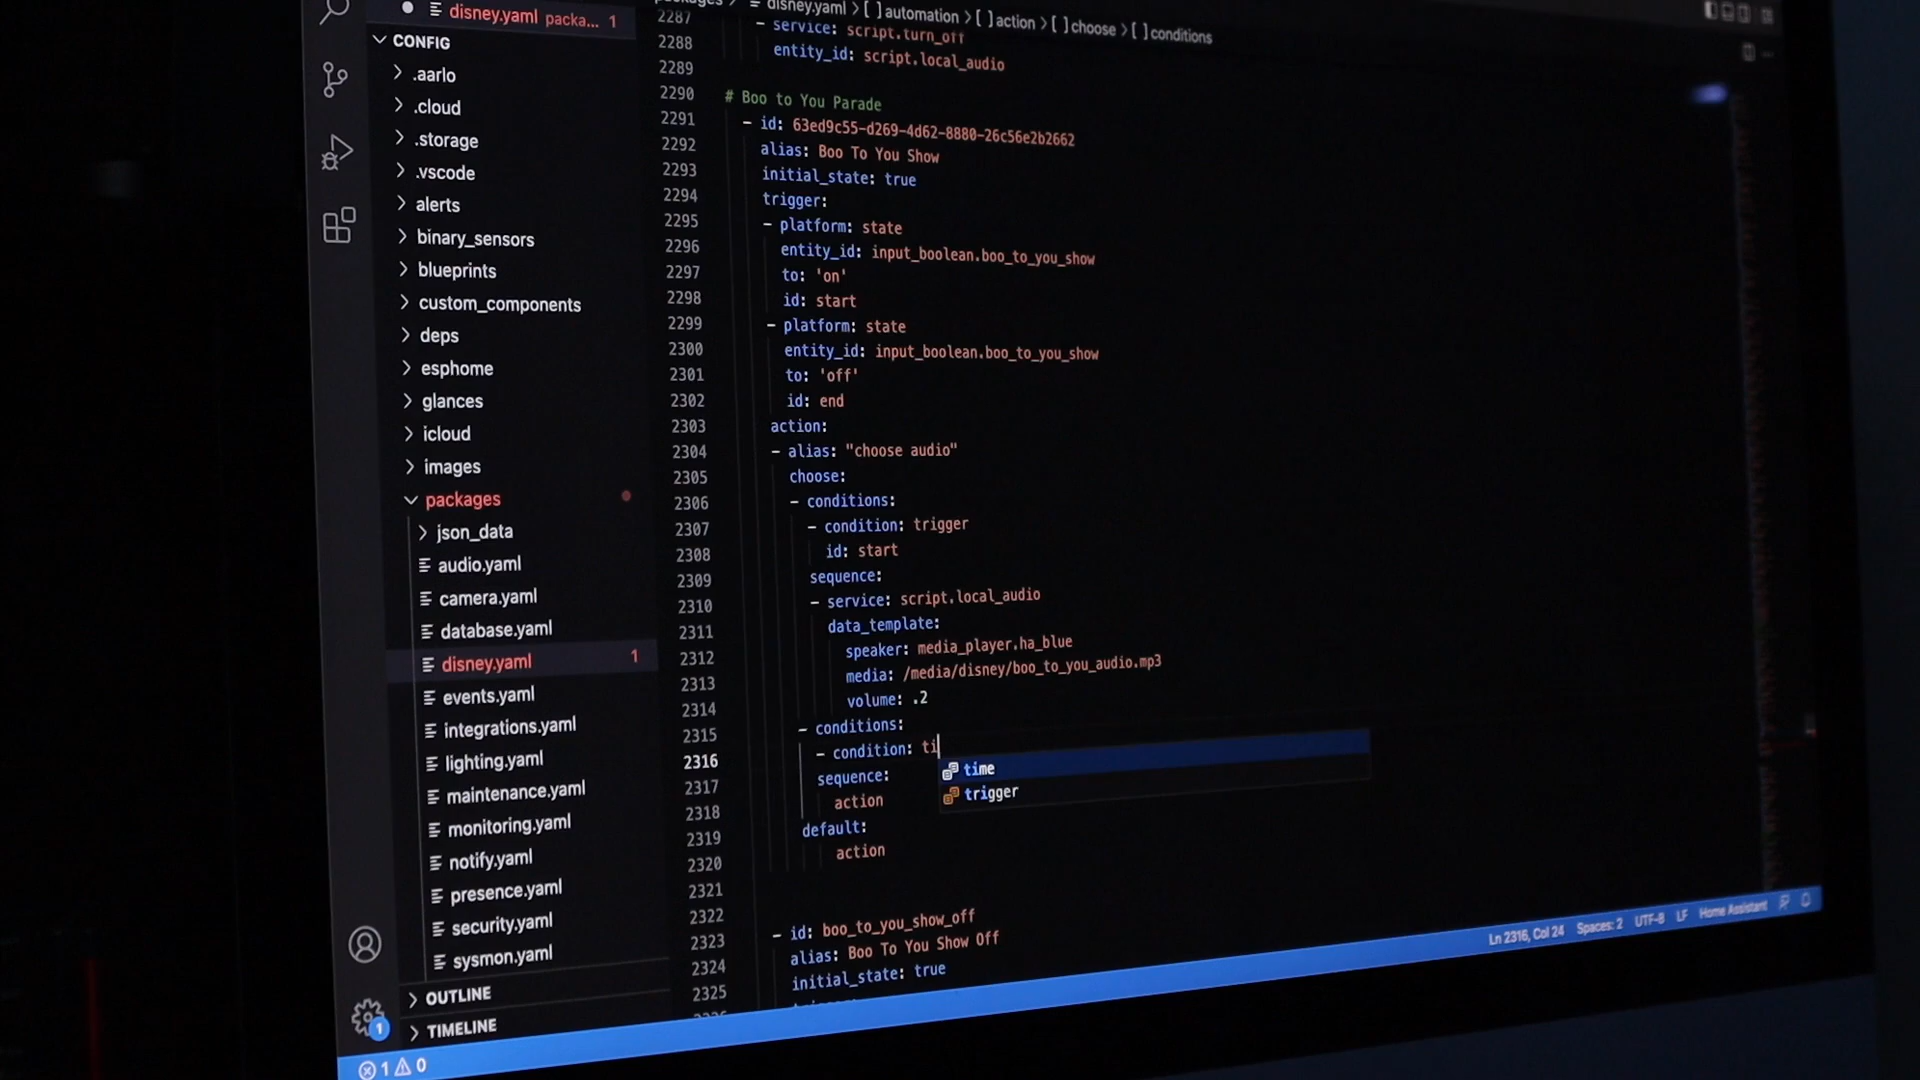 disney.yaml packa... 1
CONFIG
.aarlo
.cloud
.storage
.vscode
alerts
binary_sensors
blueprints
custom_components
deps
esphome
glances
icloud
images
packages
json_data
audio.yaml
camera.yaml
database.yaml
disney.yaml 1
events.yaml
integrations.yaml
lighting.yaml
maintenance.yaml
monitoring.yaml
notify.yaml
presence.yaml
security.yaml
sysmon.yaml
OUTLINE
TIMELINE
1
1 0
packages > disney.yaml > [ ] automation > [ ] action > [ ] choose > [ ] conditions
2287 - service: script.turn_off
2288 entity_id: script.local_audio
2289
2290 # Boo to You Parade
2291 - id: 63ed9c55-d269-4d62-8880-26c56e2b2662
2292 alias: Boo To You Show
2293 initial_state: true
2294 trigger:
2295 - platform: state
2296 entity_id: input_boolean.boo_to_you_show
2297 to: 'on'
2298 id: start
2299 - platform: state
2300 entity_id: input_boolean.boo_to_you_show
2301 to: 'off'
2302 id: end
2303 action:
2304 - alias: "choose audio"
2305 choose:
2306 - conditions:
2307 - condition: trigger
2308 id: start
2309 sequence:
2310 - service: script.local_audio
2311 data_template:
2312 speaker: media_player.ha_blue
2313 media: /media/disney/boo_to_you_audio.mp3
2314 volume: .2
2315 - conditions:
2316 - condition: ti
time
trigger
2317 sequence:
2318 action
2319 default:
2320 action
2321
2322
2323 - id: boo_to_you_show_off
2324 alias: Boo To You Show Off
2325 initial_state: true
Ln 2316, Col 24 Spaces: 2 UTF-8 LF Home Assistant